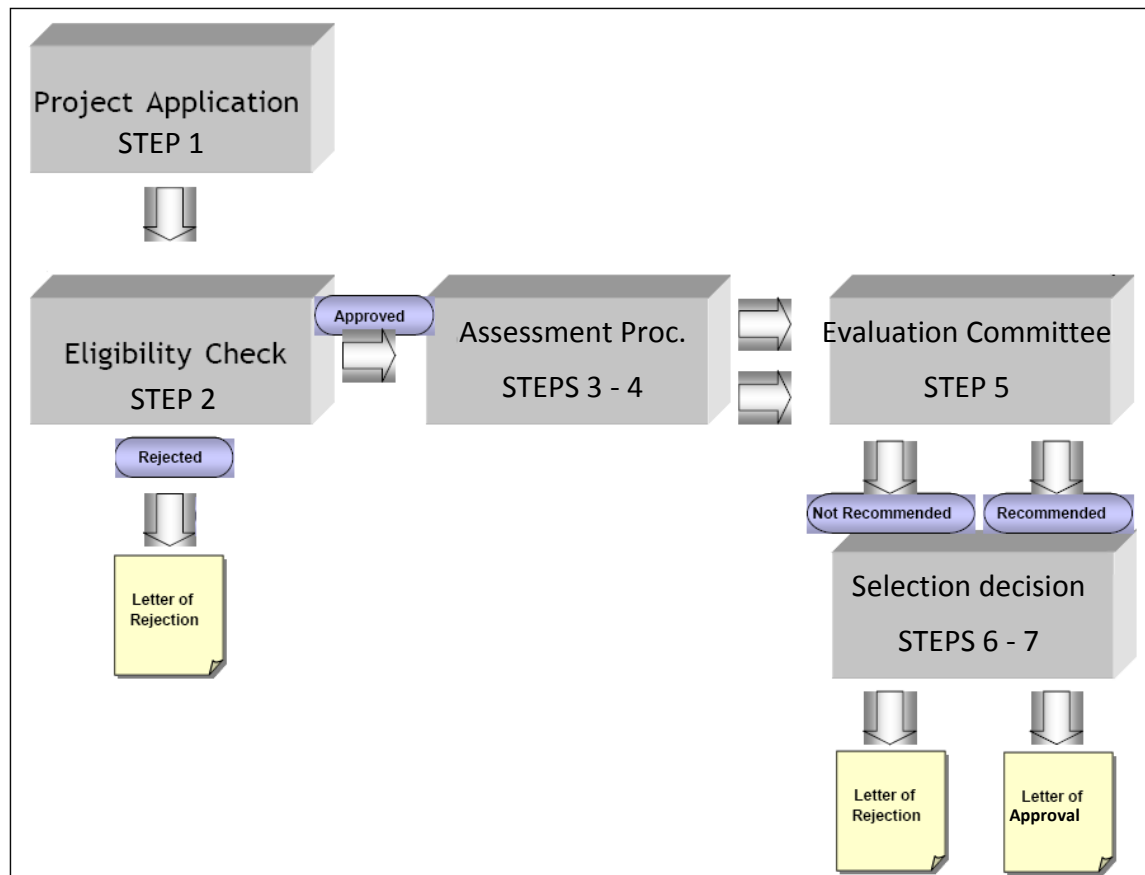 Project Application
STEP 1
Eligibility Check
STEP 2
Approved
Assessment Proc.
STEPS 3 - 4
Evaluation Committee
STEP 5
Rejected
Letter of
Rejection
Not Recommended
Recommended
Selection decision
STEPS 6 - 7
Letter of
Rejection
Letter of
Approval